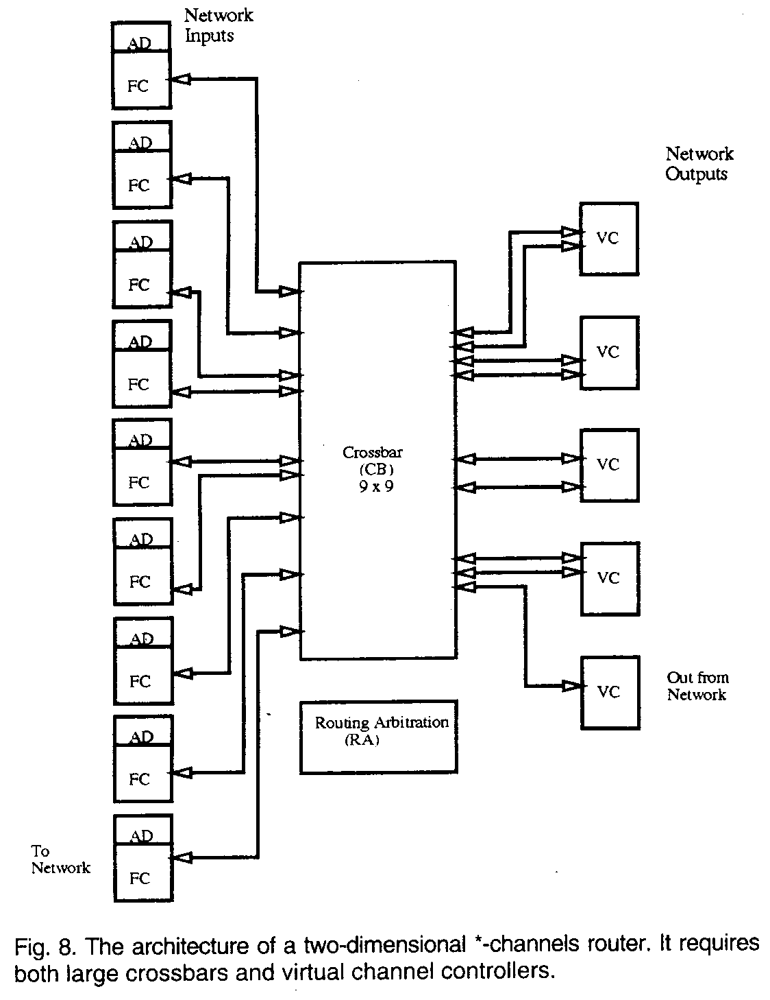 Network
Inputs
AD
FC
AD
FC
AD
FC
AD
FC
AD
FC
AD
FC
AD
FC
AD
FC
AD
FC
To
Network
Crossbar
(CB)
9 x 9
Routing Arbitration
(RA)
Network
Outputs
VC
VC
VC
VC
VC
Out from
Network
Fig. 8. The architecture of a two-dimensional *-channels router. It requires
both large crossbars and virtual channel controllers.